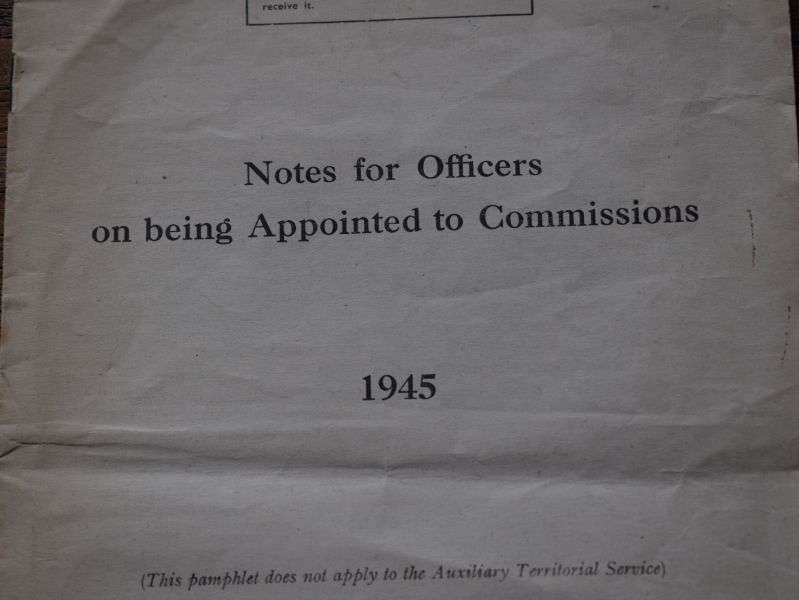 receive it.
Notes for Officers
on being Appointed to Commissions
1945
(This pamphlet does not apply to the Auxiliary Territorial Service)